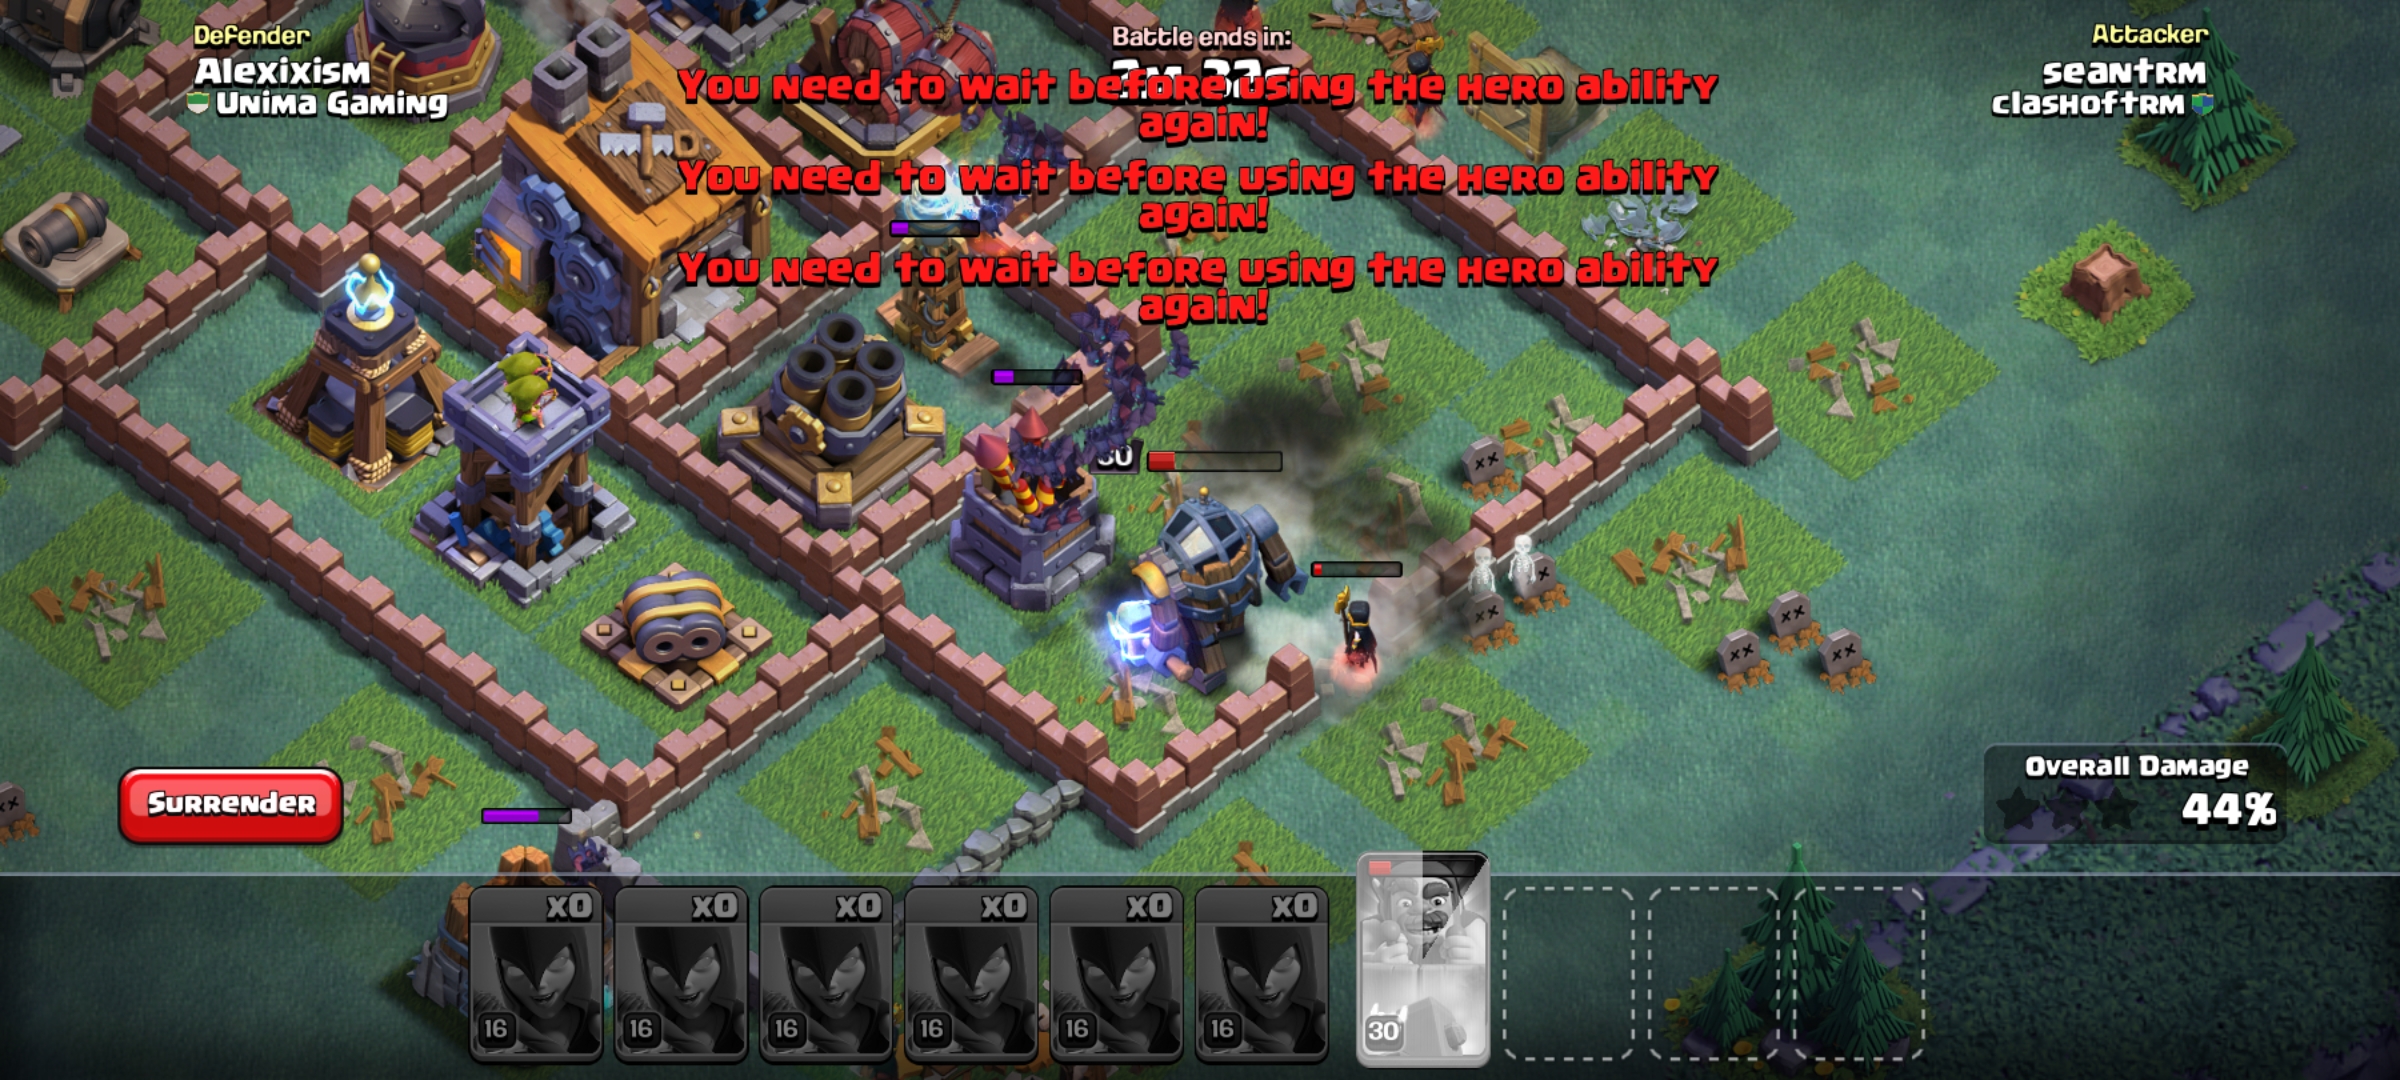 Defender
Alexixism
Unima Gaming
Battle ends in:
Attacker
seantrm
clashoftrm
You need to wait before using the hero ability
again!
You need to wait before using the hero ability
again!
You need to wait before using the hero ability
again!
30
Surrender
Overall Damage
44%
x0 x0 x0 x0 x0 x0
16 16 16 16 16 16 30